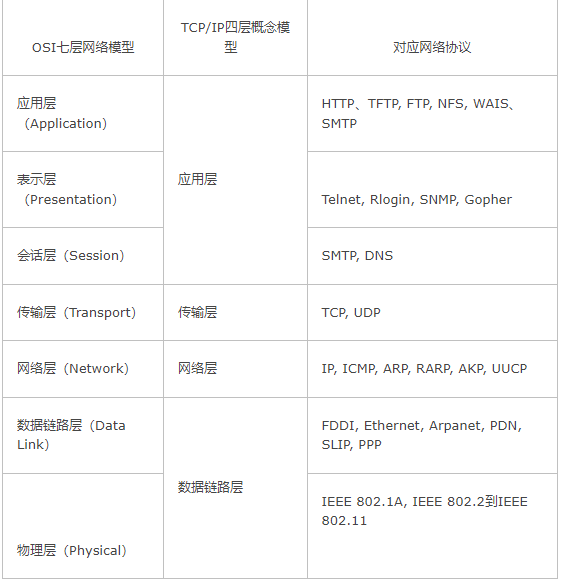 OSI七层网络模型
TCP/IP四层概念模
型
对应网络协议
应用层
（Application）
应用层
HTTP、TFTP, FTP, NFS, WAIS、
SMTP
表示层
（Presentation）
Telnet, Rlogin, SNMP, Gopher
会话层（Session）
SMTP, DNS
传输层（Transport）
传输层
TCP, UDP
网络层（Network）
网络层
IP, ICMP, ARP, RARP, AKP, UUCP
数据链路层（Data
Link）
数据链路层
FDDI, Ethernet, Arpanet, PDN,
SLIP, PPP
物理层（Physical）
IEEE 802.1A, IEEE 802.2到IEEE
802.11